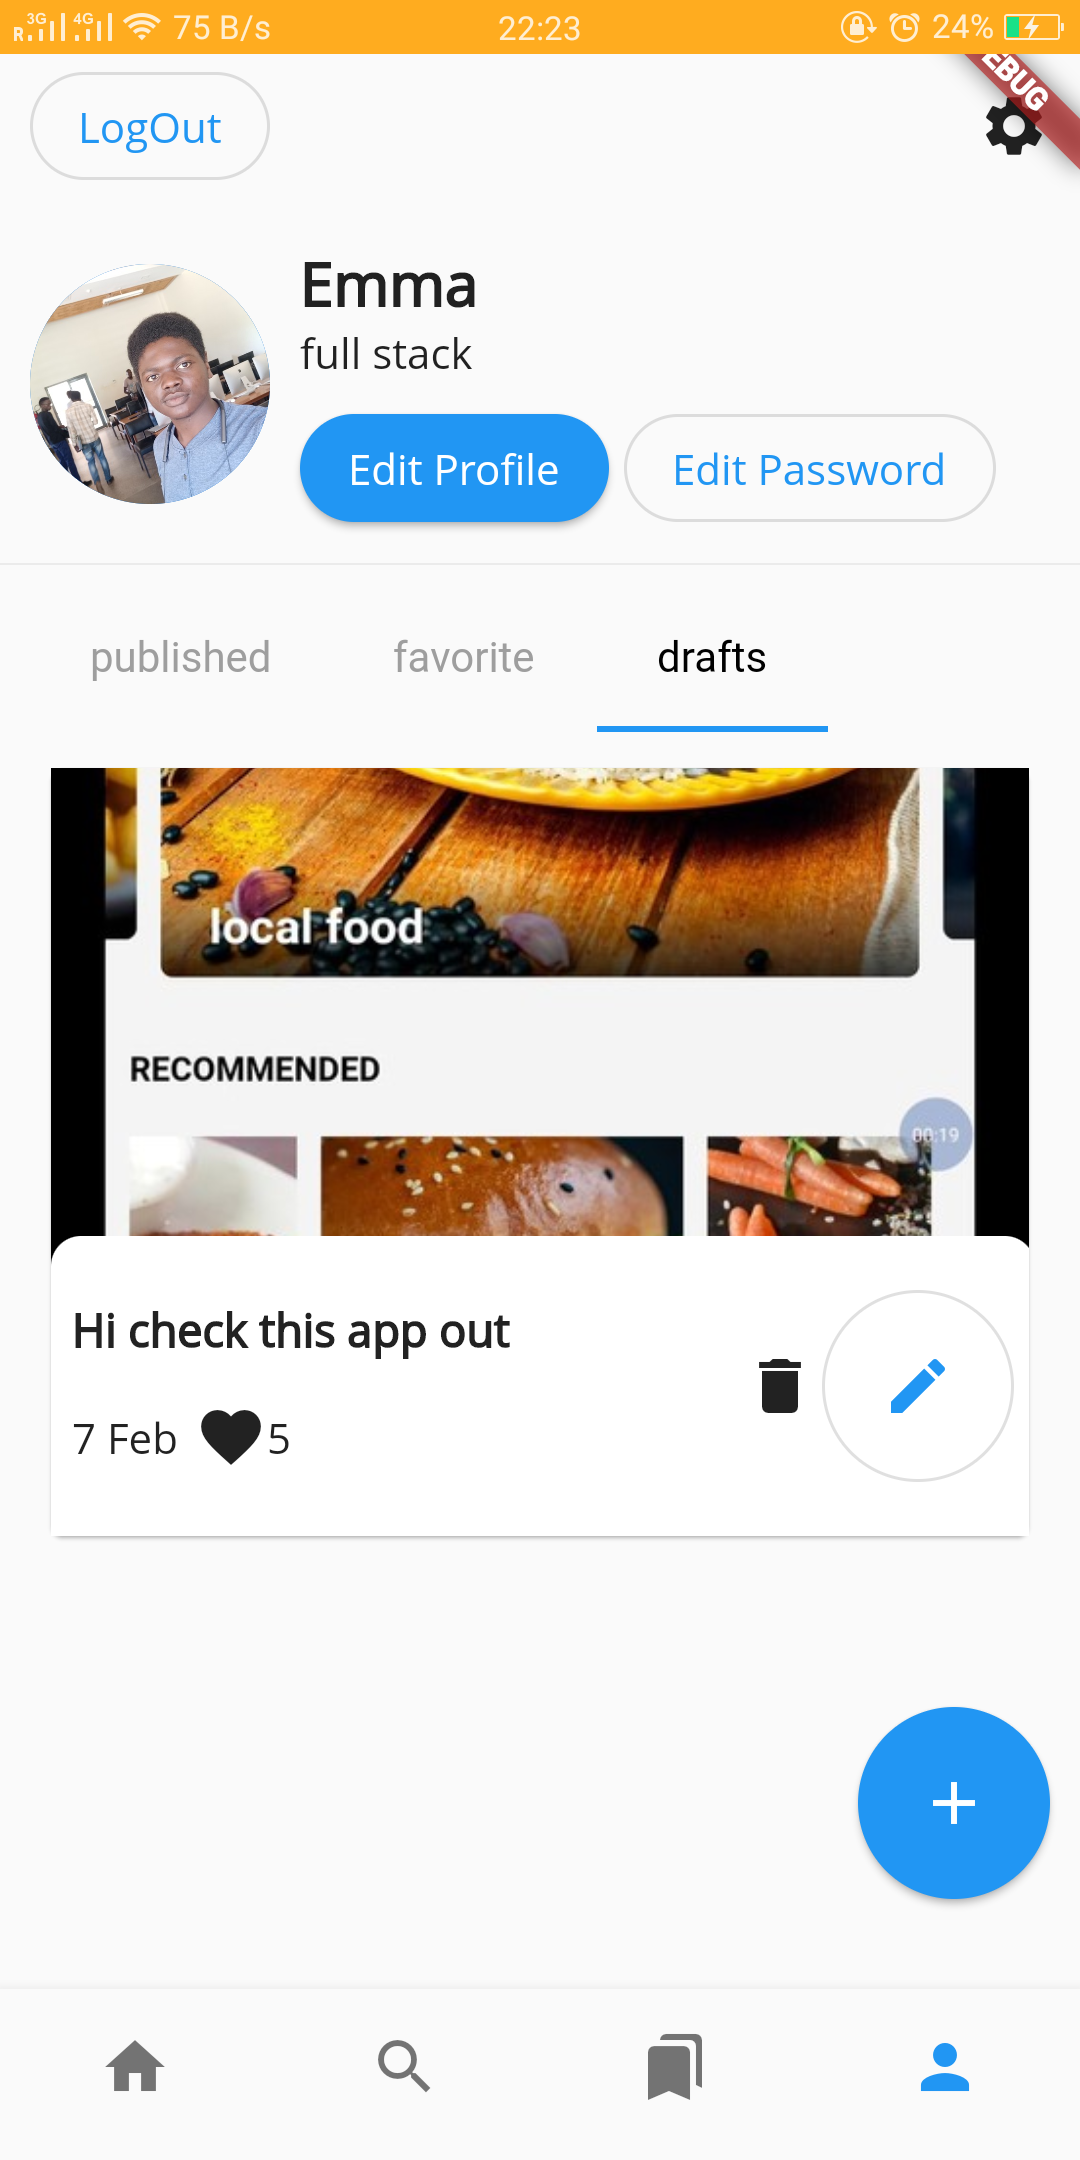 3G 4G R 75 B/s 22:23 24%
EBUG
LogOut
Emma
full stack
Edit Profile Edit Password
published favorite drafts
local food
RECOMMENDED
00:19
Hi check this app out
7 Feb 5